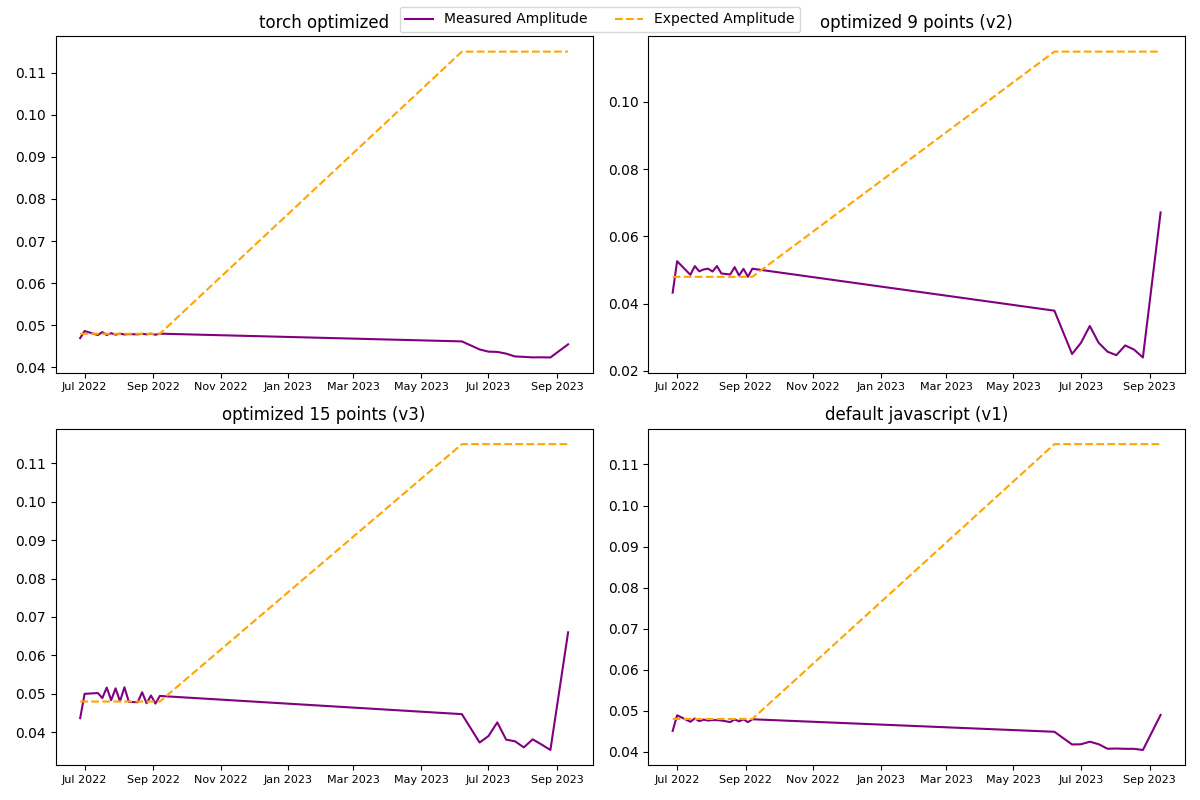 torch optimized
Measured Amplitude
Expected Amplitude
optimized 9 points (v2)
0.11
0.10
0.09
0.08
0.07
0.06
0.05
0.04
Jul 2022 Sep 2022 Nov 2022 Jan 2023 Mar 2023 May 2023 Jul 2023 Sep 2023
0.10
0.08
0.06
0.04
0.02
Jul 2022 Sep 2022 Nov 2022 Jan 2023 Mar 2023 May 2023 Jul 2023 Sep 2023
optimized 15 points (v3)
0.11
0.10
0.09
0.08
0.07
0.06
0.05
0.04
Jul 2022 Sep 2022 Nov 2022 Jan 2023 Mar 2023 May 2023 Jul 2023 Sep 2023
default javascript (v1)
0.11
0.10
0.09
0.08
0.07
0.06
0.05
0.04
Jul 2022 Sep 2022 Nov 2022 Jan 2023 Mar 2023 May 2023 Jul 2023 Sep 2023